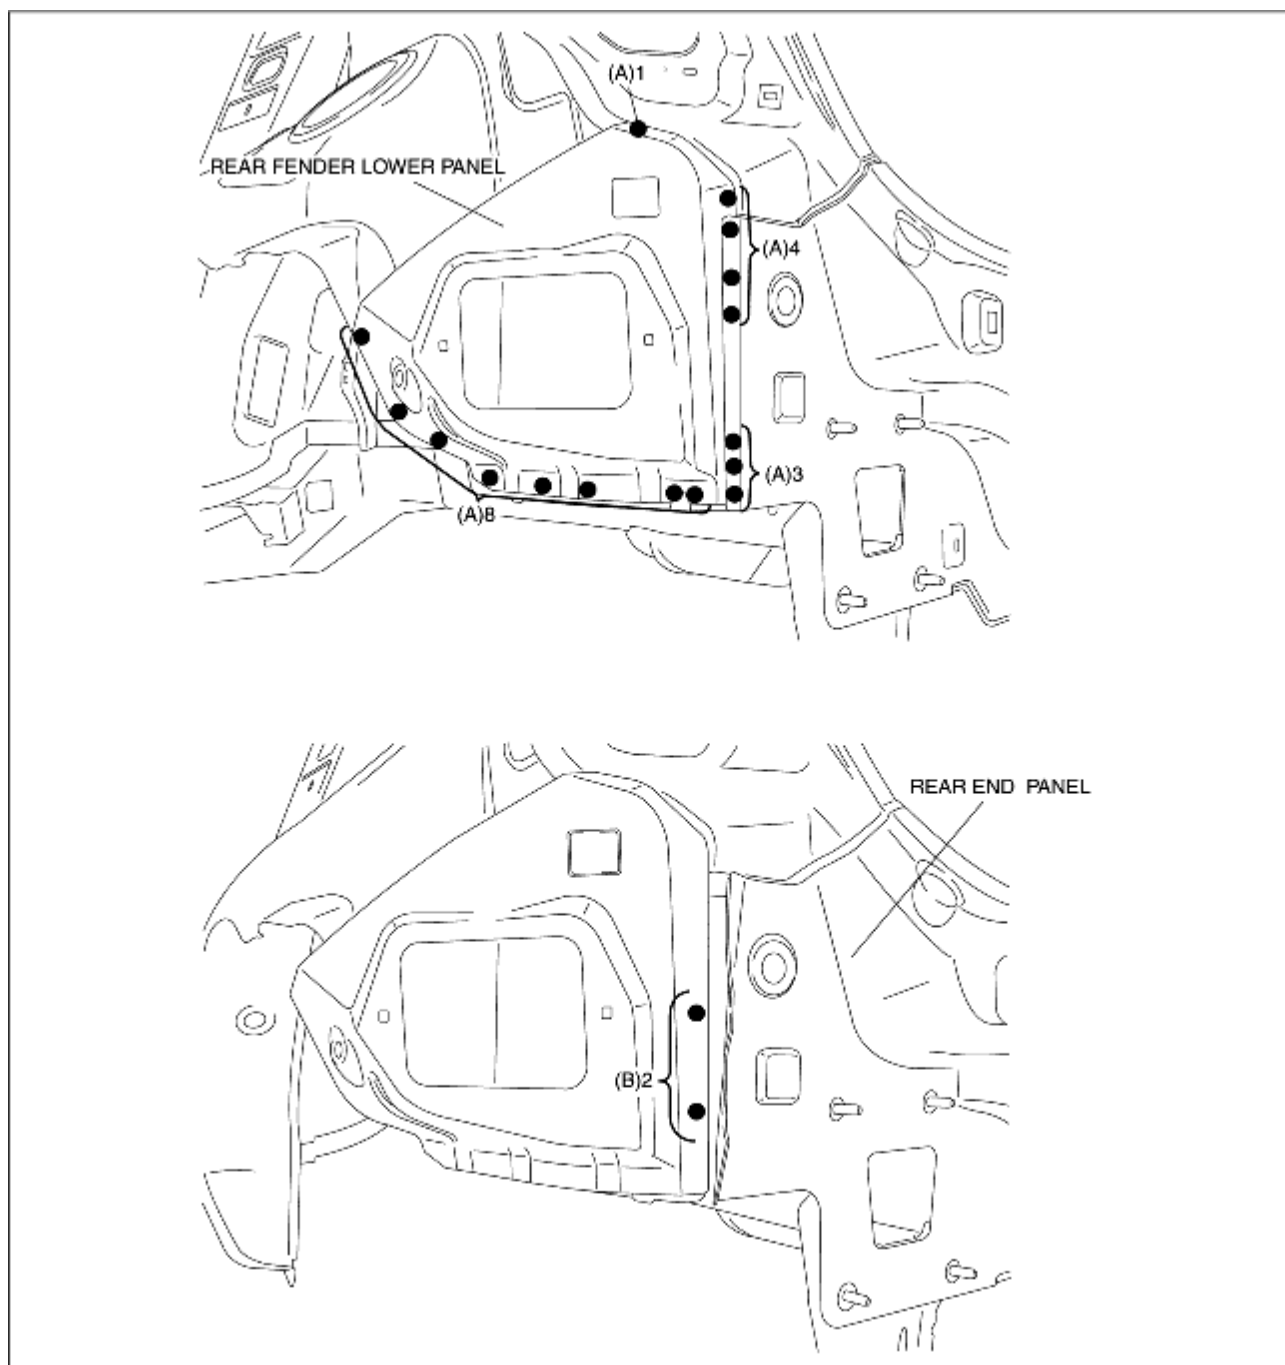 (A)1
REAR FENDER LOWER PANEL
(A)4
(A)3
(A)8
REAR END PANEL
(B)2